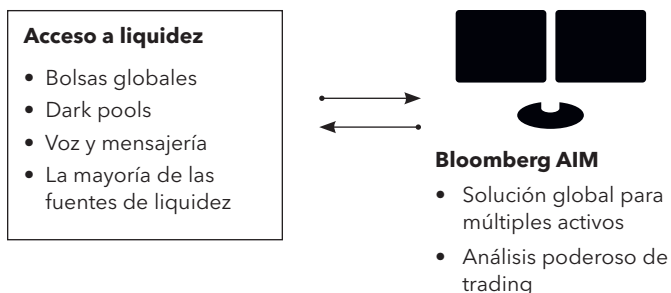 Acceso a liquidez
• Bolsas globales
• Dark pools
• Voz y mensajería
• La mayoría de las
fuentes de liquidez
Bloomberg AIM
• Solución global para
múltiples activos
• Análisis poderoso de
trading